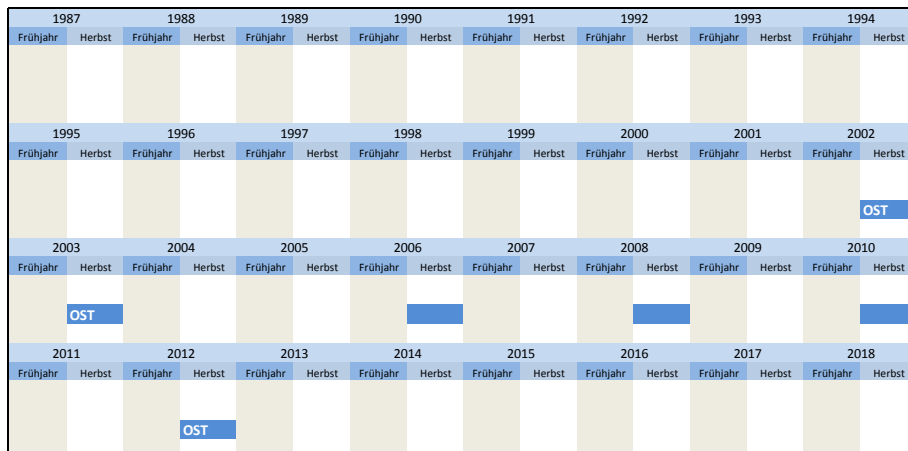 1987 1988 1989 1990 1991 1992 1993 1994
Frühjahr Herbst Frühjahr Herbst Frühjahr Herbst Frühjahr Herbst Frühjahr Herbst Frühjahr Herbst Frühjahr Herbst Frühjahr Herbst
1995 1996 1997 1998 1999 2000 2001 2002
Frühjahr Herbst Frühjahr Herbst Frühjahr Herbst Frühjahr Herbst Frühjahr Herbst Frühjahr Herbst Frühjahr Herbst Frühjahr Herbst
OST
2003 2004 2005 2006 2007 2008 2009 2010
Frühjahr Herbst Frühjahr Herbst Frühjahr Herbst Frühjahr Herbst Frühjahr Herbst Frühjahr Herbst Frühjahr Herbst Frühjahr Herbst
OST
2011 2012 2013 2014 2015 2016 2017 2018
Frühjahr Herbst Frühjahr Herbst Frühjahr Herbst Frühjahr Herbst Frühjahr Herbst Frühjahr Herbst Frühjahr Herbst Frühjahr Herbst
OST